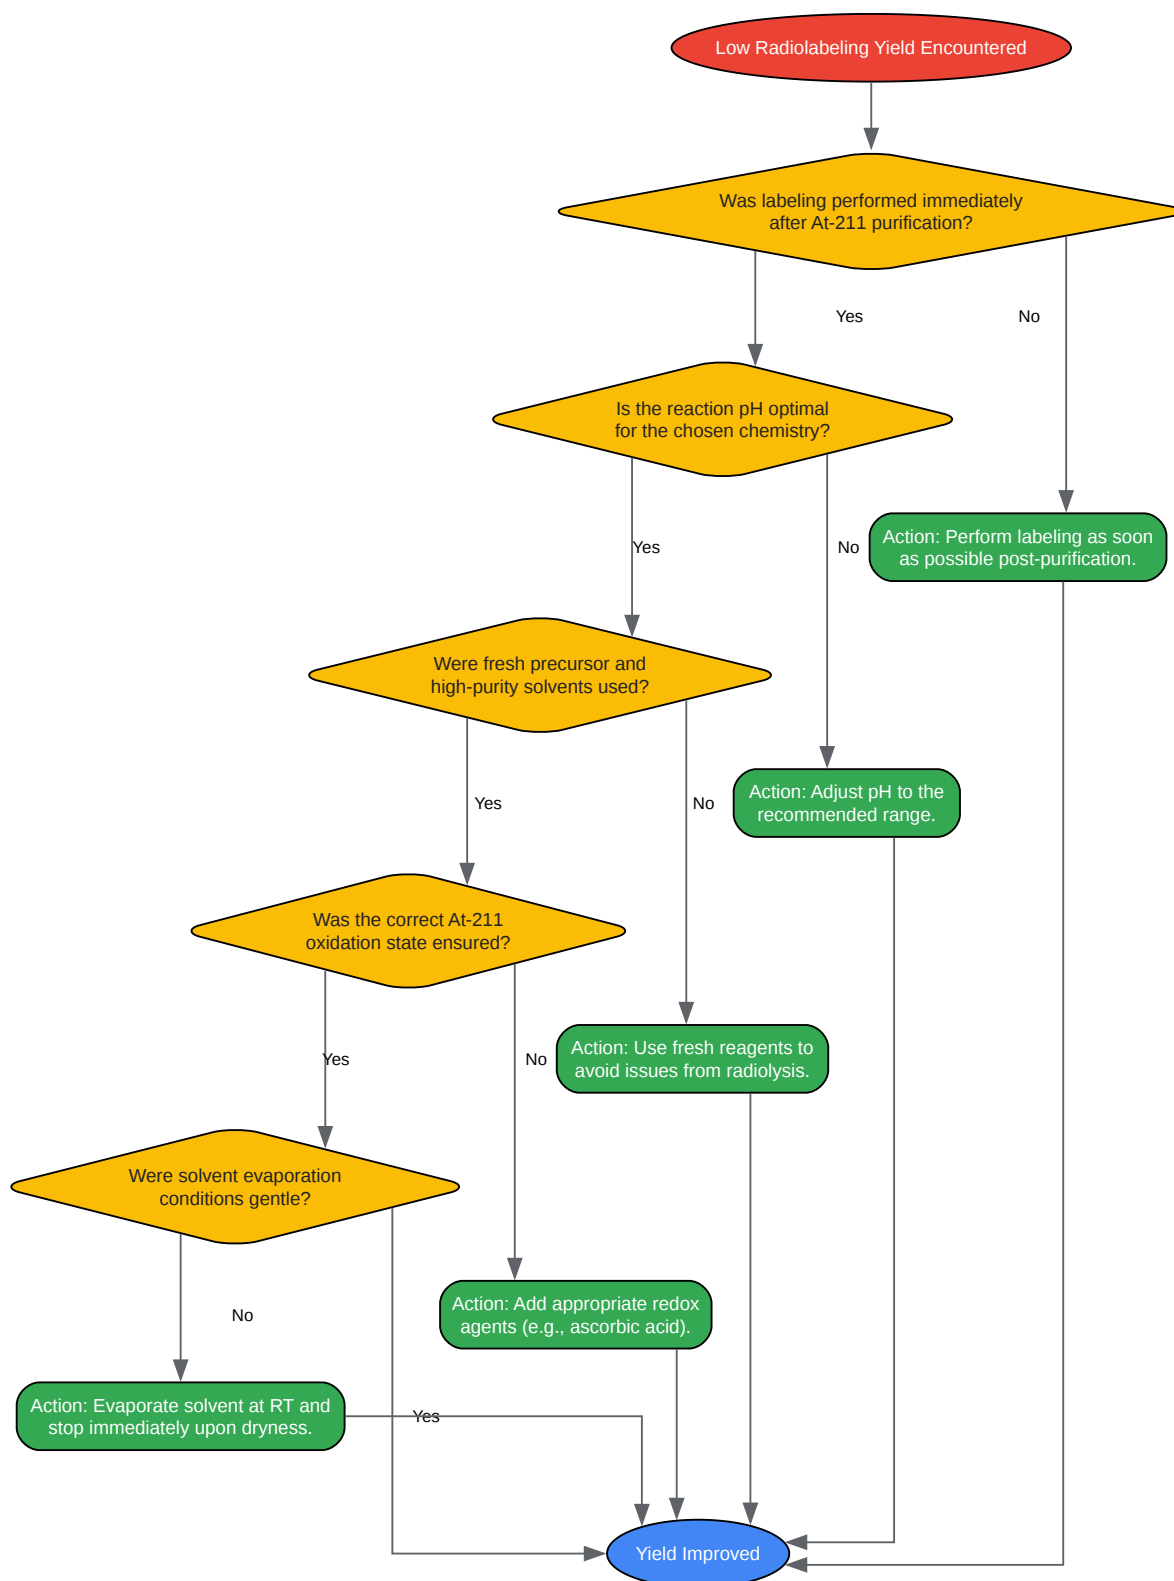 Low Radiolabeling Yield Encountered
Was labeling performed immediately
after At-211 purification?
Yes
No
Is the reaction pH optimal
for the chosen chemistry?
Yes
No
Action: Perform labeling as soon
as possible post-purification.
Were fresh precursor and
high-purity solvents used?
Yes
No
Action: Adjust pH to the
recommended range.
Was the correct At-211
oxidation state ensured?
Yes
No
Action: Use fresh reagents to
avoid issues from radiolysis.
Were solvent evaporation
conditions gentle?
No
Action: Add appropriate redox
agents (e.g., ascorbic acid).
Action: Evaporate solvent at RT and
stop immediately upon dryness.
Yes
Yield Improved